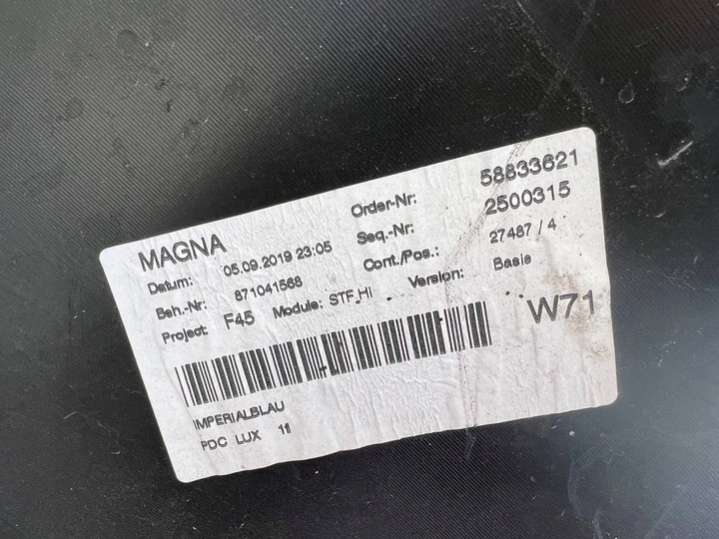 MAGNA
Datum: 05.09.2019 23:05
Beh.-Nr: 871041568
Project: F45 Module: STF_HI
Order-Nr: 58833621
Seq.-Nr: 2500315
Cont./Pos.: 27487 / 4
Version: Basis
W71
IMPERIALBLAU
PDC LUX 11